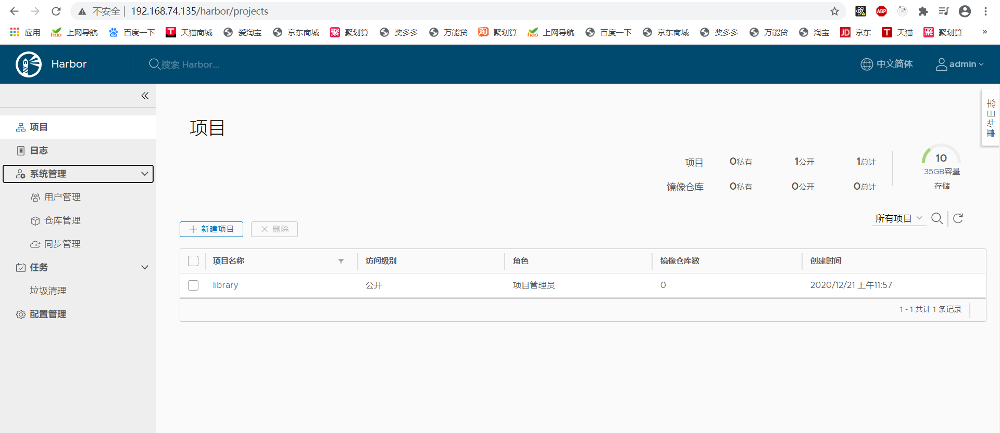 不安全 | 192.168.74.135/harbor/projects
ABP
应用 上网导航 百度一下 天猫商城 爱淘宝 京东商城 聚划算 奖多多 万能贷 聚划算 上网导航 百度一下 京东商城 奖多多 万能贷 淘宝 京东 天猫 聚划算 »
Harbor
搜索 Harbor...
中文简体
admin
事件日志
项目
日志
系统管理
用户管理
仓库管理
同步管理
任务
垃圾清理
配置管理
项目
项目 0私有 1公开 1总计
镜像仓库 0私有 0公开 0总计
10
35GB容量
存储
所有项目
新建项目
删除
项目名称 访问级别 角色 镜像仓库数 创建时间
library 公开 项目管理员 0 2020/12/21 上午11:57
1 - 1 共计 1 条记录